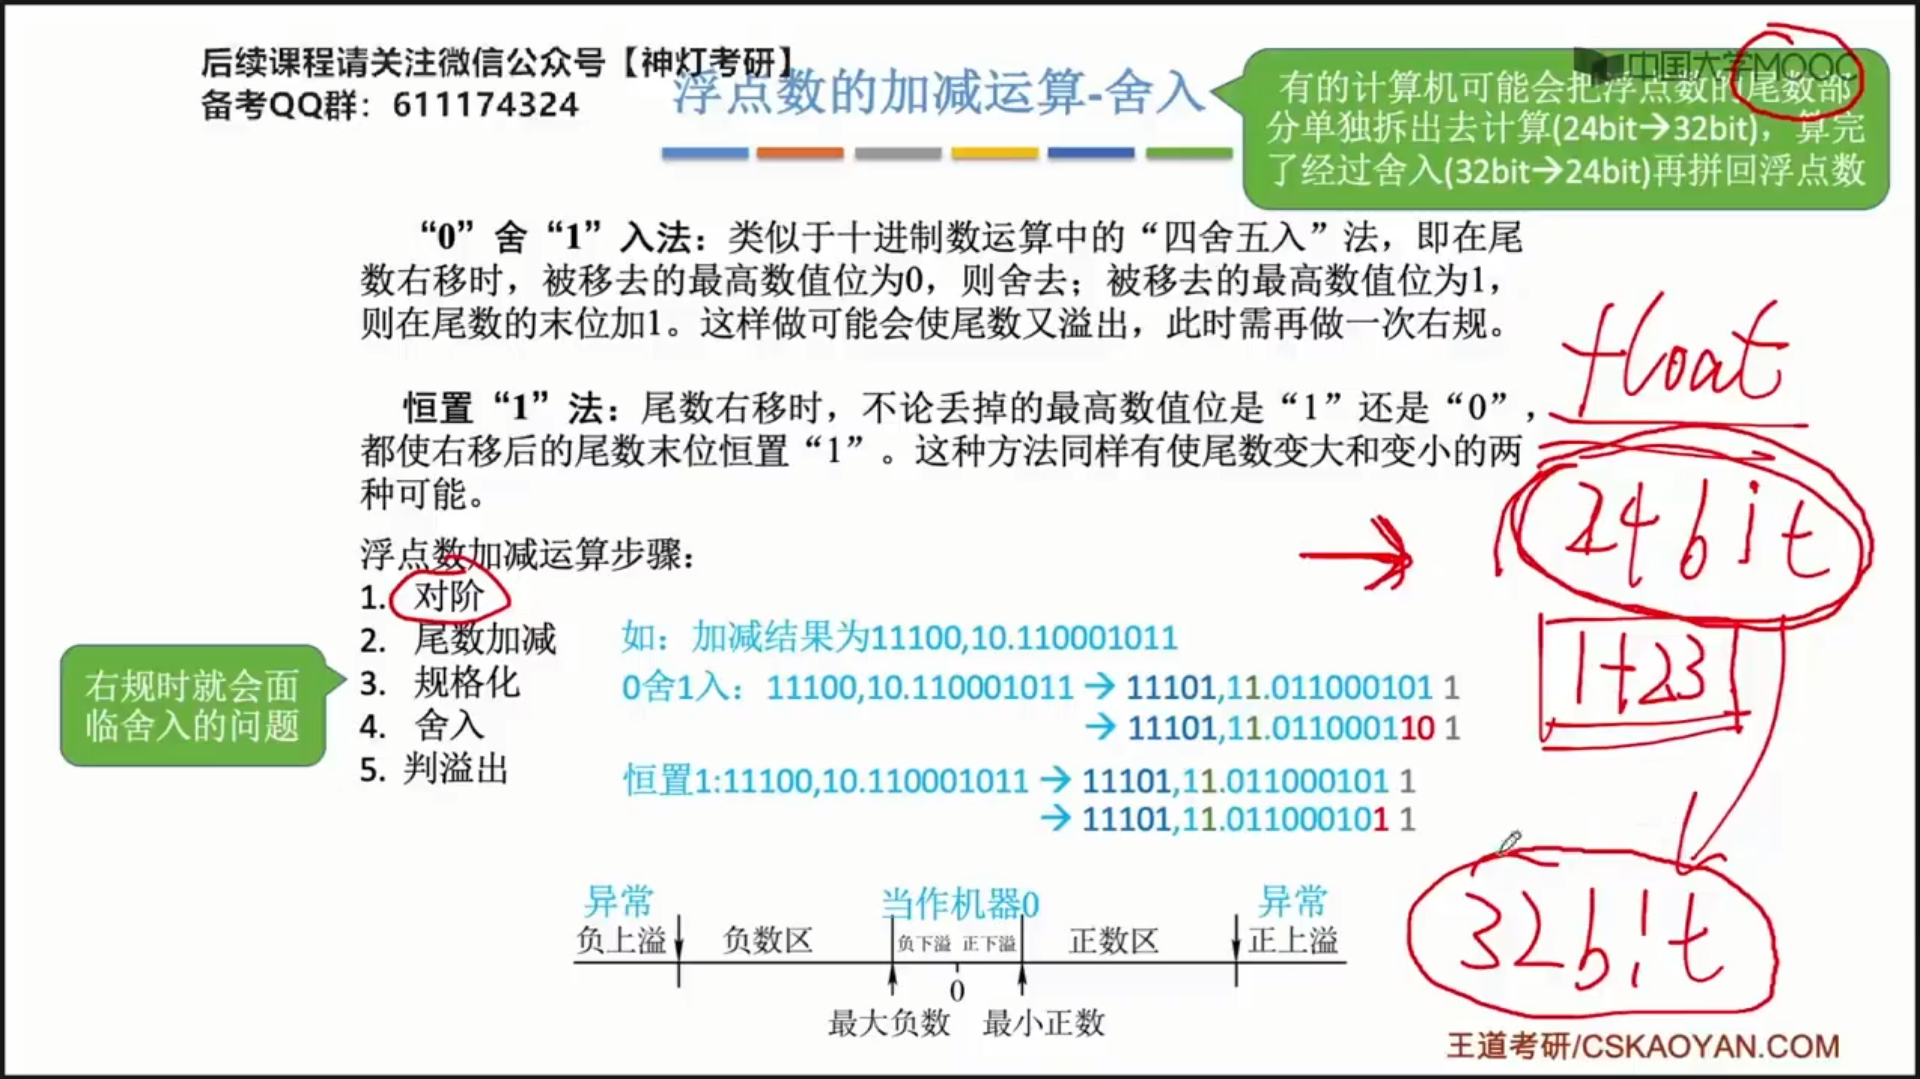 后续课程请关注微信公众号【神灯考研】
备考QQ群：611174324
浮点数的加减运算-舍入
中国大学MOOC
有的计算机可能会把浮点数的尾数部
分单独拆出去计算(24bit→32bit)，算完
了经过舍入(32bit→24bit)再拼回浮点数
“0”舍“1”入法：类似于十进制数运算中的“四舍五入”法，即在尾
数右移时，被移去的最高数值位为0，则舍去；被移去的最高数值位为1，
则在尾数的末位加1。这样做可能会使尾数又溢出，此时需再做一次右规。
恒置“1”法：尾数右移时，不论丢掉的最高数值位是“1”还是“0”，
都使右移后的尾数末位恒置“1”。这种方法同样有使尾数变大和变小的两
种可能。
float
24bit
1+23
32bit
浮点数加减运算步骤：
1. 对阶
2. 尾数加减
3. 规格化
4. 舍入
5. 判溢出
右规时就会面
临舍入的问题
如：加减结果为11100,10.110001011
0舍1入：11100,10.110001011 → 11101,11.011000101 1
→ 11101,11.011000110 1
恒置1:11100,10.110001011 → 11101,11.011000101 1
→ 11101,11.011000101 1
异常 当作机器0 异常
负上溢 负数区 负下溢 正下溢 正数区 正上溢
0
最大负数 最小正数
王道考研/CSKAOYAN.COM